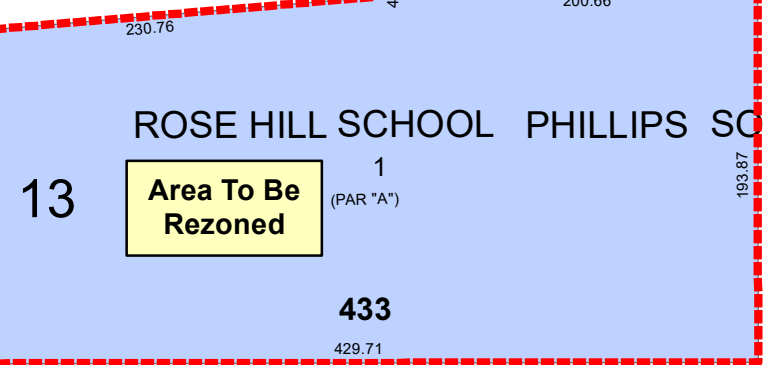 200.66
230.76
ROSE HILL SCHOOL PHILLIPS SC
193.87
1
(PAR "A")
13
Area To Be
Rezoned
433
429.71